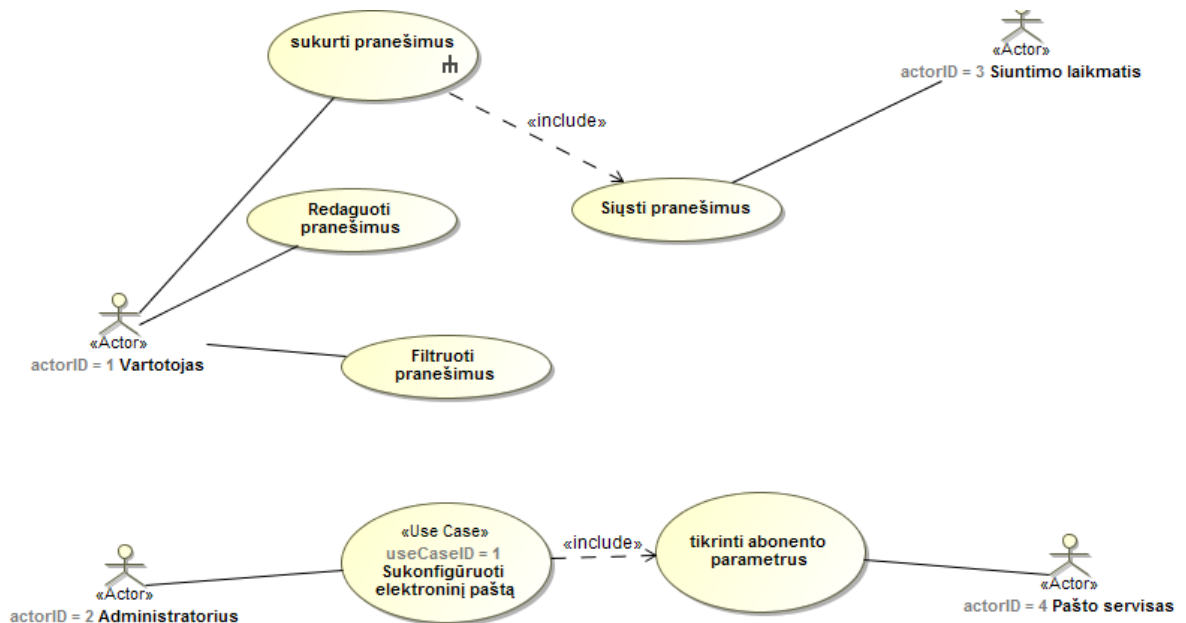 sukurti pranešimus
«Actor»
actorID = 3 Siuntimo laikmatis
«include»
Redaguoti
pranešimus
Siųsti pranešimus
«Actor»
actorID = 1 Vartotojas
Filtruoti
pranešimus
«Use Case»
useCaseID = 1
Sukonfigūruoti
elektroninį paštą
«include»
tikrinti abonento
parametrus
«Actor»
actorID = 2 Administratorius
«Actor»
actorID = 4 Pašto servisas